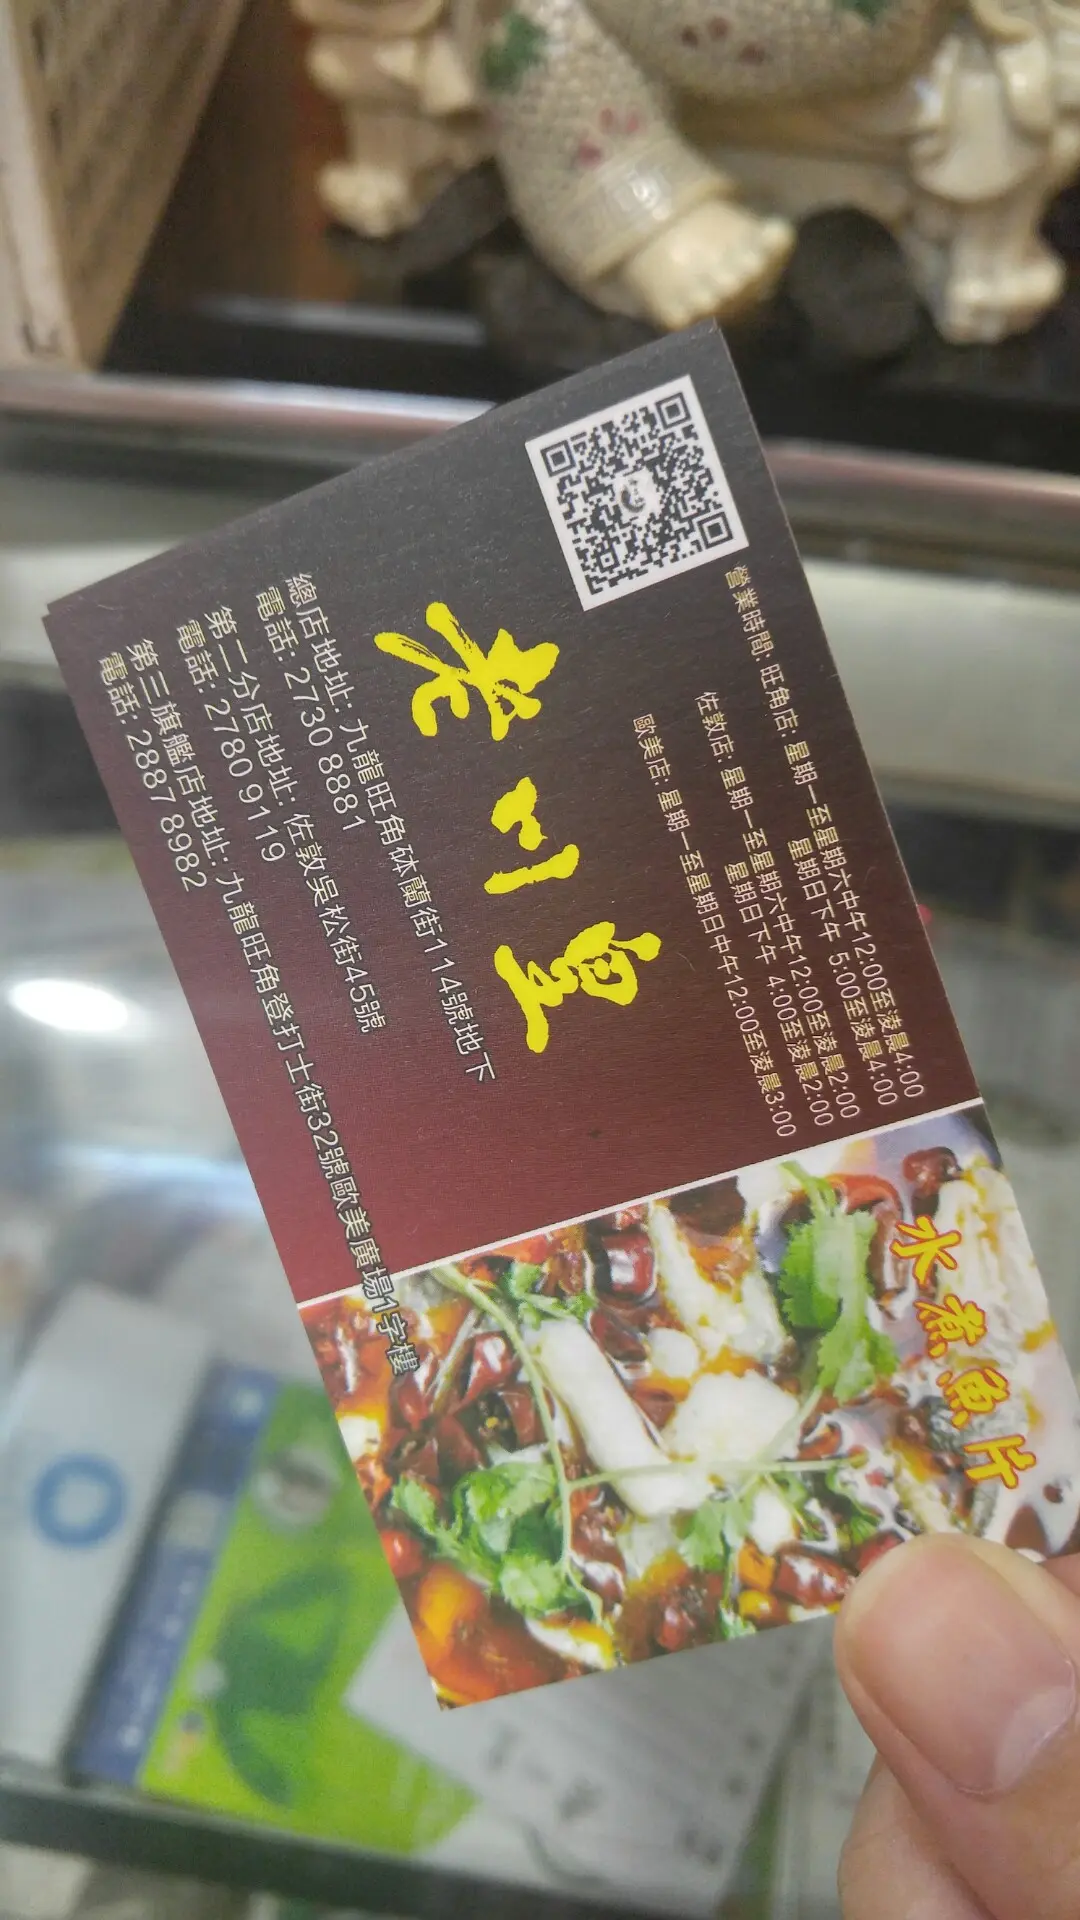 營業時間: 旺角店: 星期一至星期六中午12:00至淩晨4:00
星期日下午 5:00至淩晨4:00
佐敦店: 星期一至星期六中午12:00至淩晨2:00
星期日下午 4:00至淩晨2:00
歐美店: 星期一至星期日中午12:00至淩晨3:00
老川皇
總店地址: 九龍旺角砵蘭街114號地下
電話: 2730 8881
第二分店地址: 佐敦吳松街45號
電話: 2780 9119
第三旗艦店地址: 九龍旺角登打士街32號歐美廣場1字樓
電話: 2887 8982
水煮魚片